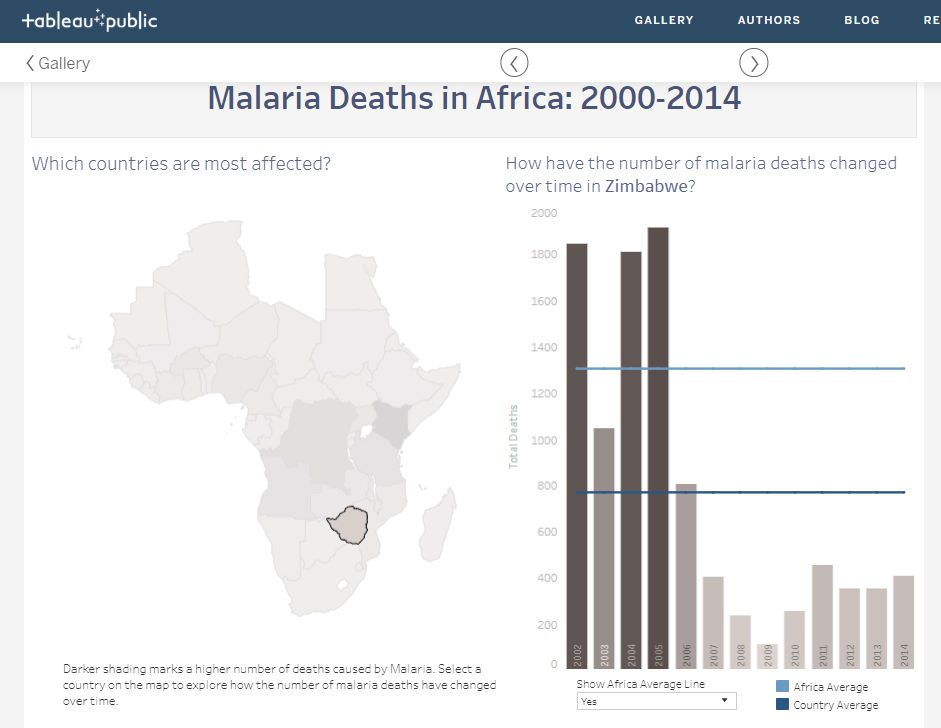 +ableau public
GALLERY AUTHORS BLOG RE
Gallery
Malaria Deaths in Africa: 2000-2014
Which countries are most affected?
How have the number of malaria deaths changed
over time in Zimbabwe?
2000
1800
1600
1400
1200
1000
800
600
400
200
0
Total Deaths
2002 2003 2004 2005 2006 2007 2008 2009 2010 2011 2012 2013 2014
Darker shading marks a higher number of deaths caused by Malaria. Select a
country on the map to explore how the number of malaria deaths have changed
over time.
Show Africa Average Line
Yes
Africa Average
Country Average